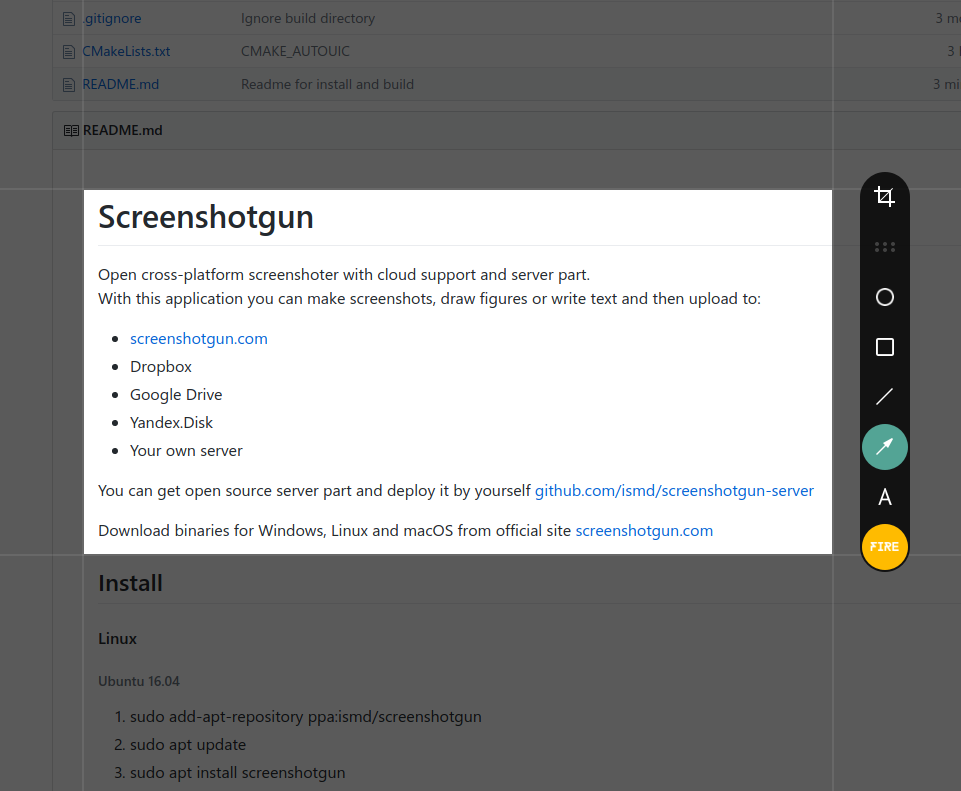 .gitignore Ignore build directory 3
CMakeLists.txt CMAKE_AUTOUIC 3
README.md Readme for install and build 3
README.md
Screenshotgun
Open cross-platform screenshoter with cloud support and server part.
With this application you can make screenshots, draw figures or write text and then upload to:
• screenshotgun.com
• Dropbox
• Google Drive
• Yandex.Disk
• Your own server
You can get open source server part and deploy it by yourself github.com/ismd/screenshotgun-server
Download binaries for Windows, Linux and macOS from official site screenshotgun.com
A
FIRE
Install
Linux
Ubuntu 16.04
1. sudo add-apt-repository ppa:ismd/screenshotgun
2. sudo apt update
3. sudo apt install screenshotgun